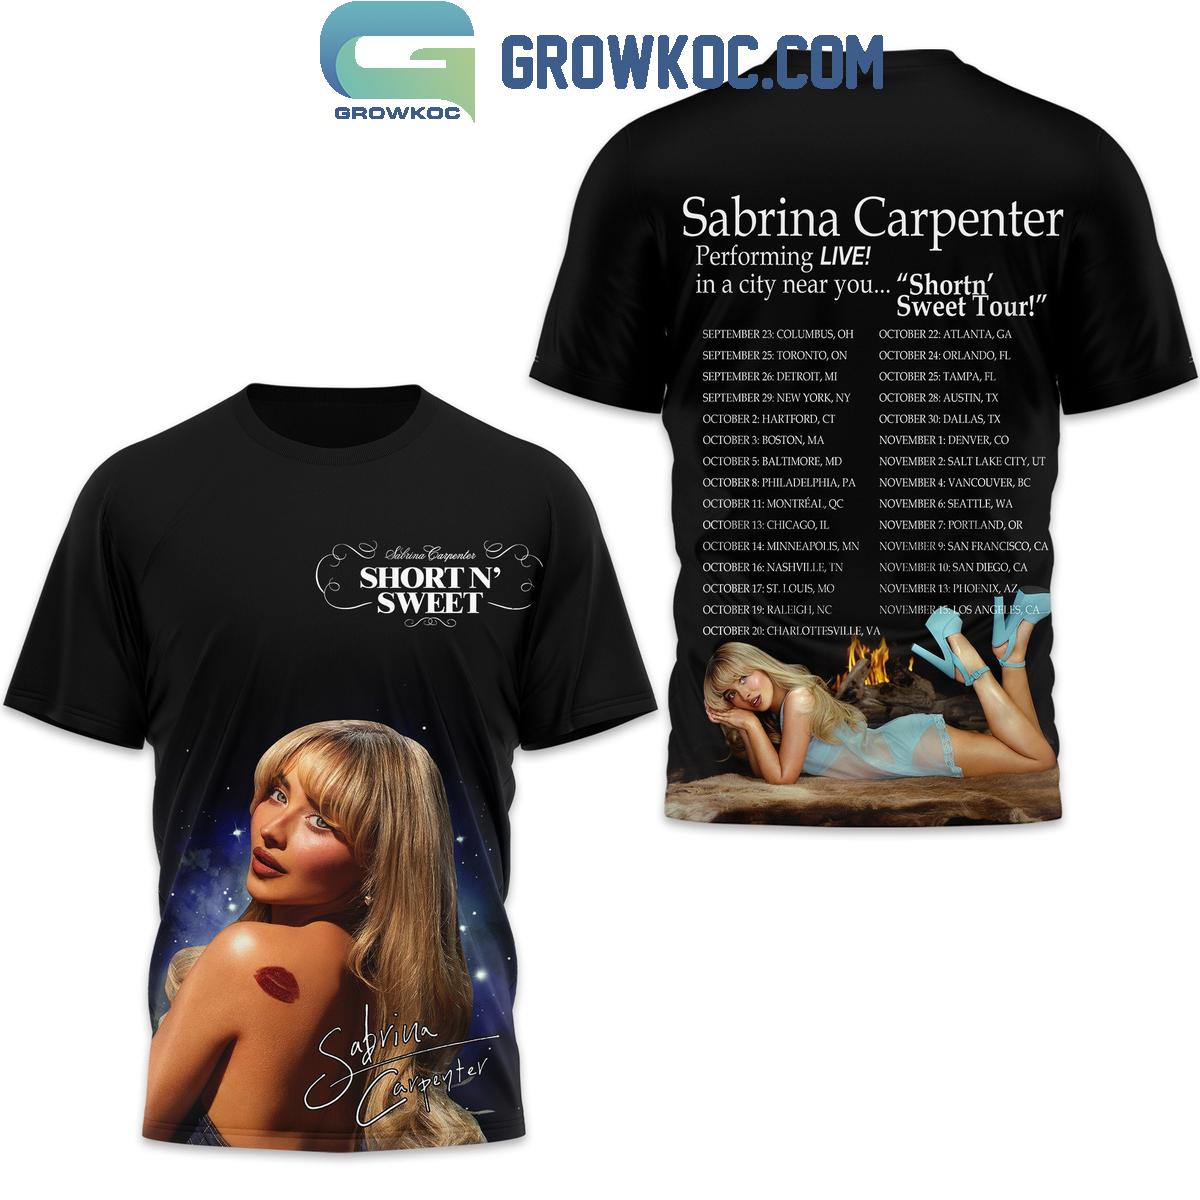 GROWKOC
GROWKOC.COM
Sabrina Carpenter
Performing LIVE!
in a city near you... "Shortn'
Sweet Tour!"
SEPTEMBER 23: COLUMBUS, OH
SEPTEMBER 25: TORONTO, ON
SEPTEMBER 26: DETROIT, MI
SEPTEMBER 29: NEW YORK, NY
OCTOBER 2: HARTFORD, CT
OCTOBER 3: BOSTON, MA
OCTOBER 5: BALTIMORE, MD
OCTOBER 8: PHILADELPHIA, PA
OCTOBER 11: MONTRÉAL, QC
OCTOBER 13: CHICAGO, IL
OCTOBER 14: MINNEAPOLIS, MN
OCTOBER 16: NASHVILLE, TN
OCTOBER 17: ST. LOUIS, MO
OCTOBER 19: RALEIGH, NC
OCTOBER 20: CHARLOTTESVILLE, VA
OCTOBER 22: ATLANTA, GA
OCTOBER 24: ORLANDO, FL
OCTOBER 25: TAMPA, FL
OCTOBER 28: AUSTIN, TX
OCTOBER 30: DALLAS, TX
NOVEMBER 1: DENVER, CO
NOVEMBER 2: SALT LAKE CITY, UT
NOVEMBER 4: VANCOUVER, BC
NOVEMBER 6: SEATTLE, WA
NOVEMBER 7: PORTLAND, OR
NOVEMBER 9: SAN FRANCISCO, CA
NOVEMBER 10: SAN DIEGO, CA
NOVEMBER 13: PHOENIX, AZ
NOVEMBER 15: LOS ANGELES, CA
Sabrina Carpenter
SHORT N'
SWEET
Sabrina
Carpenter